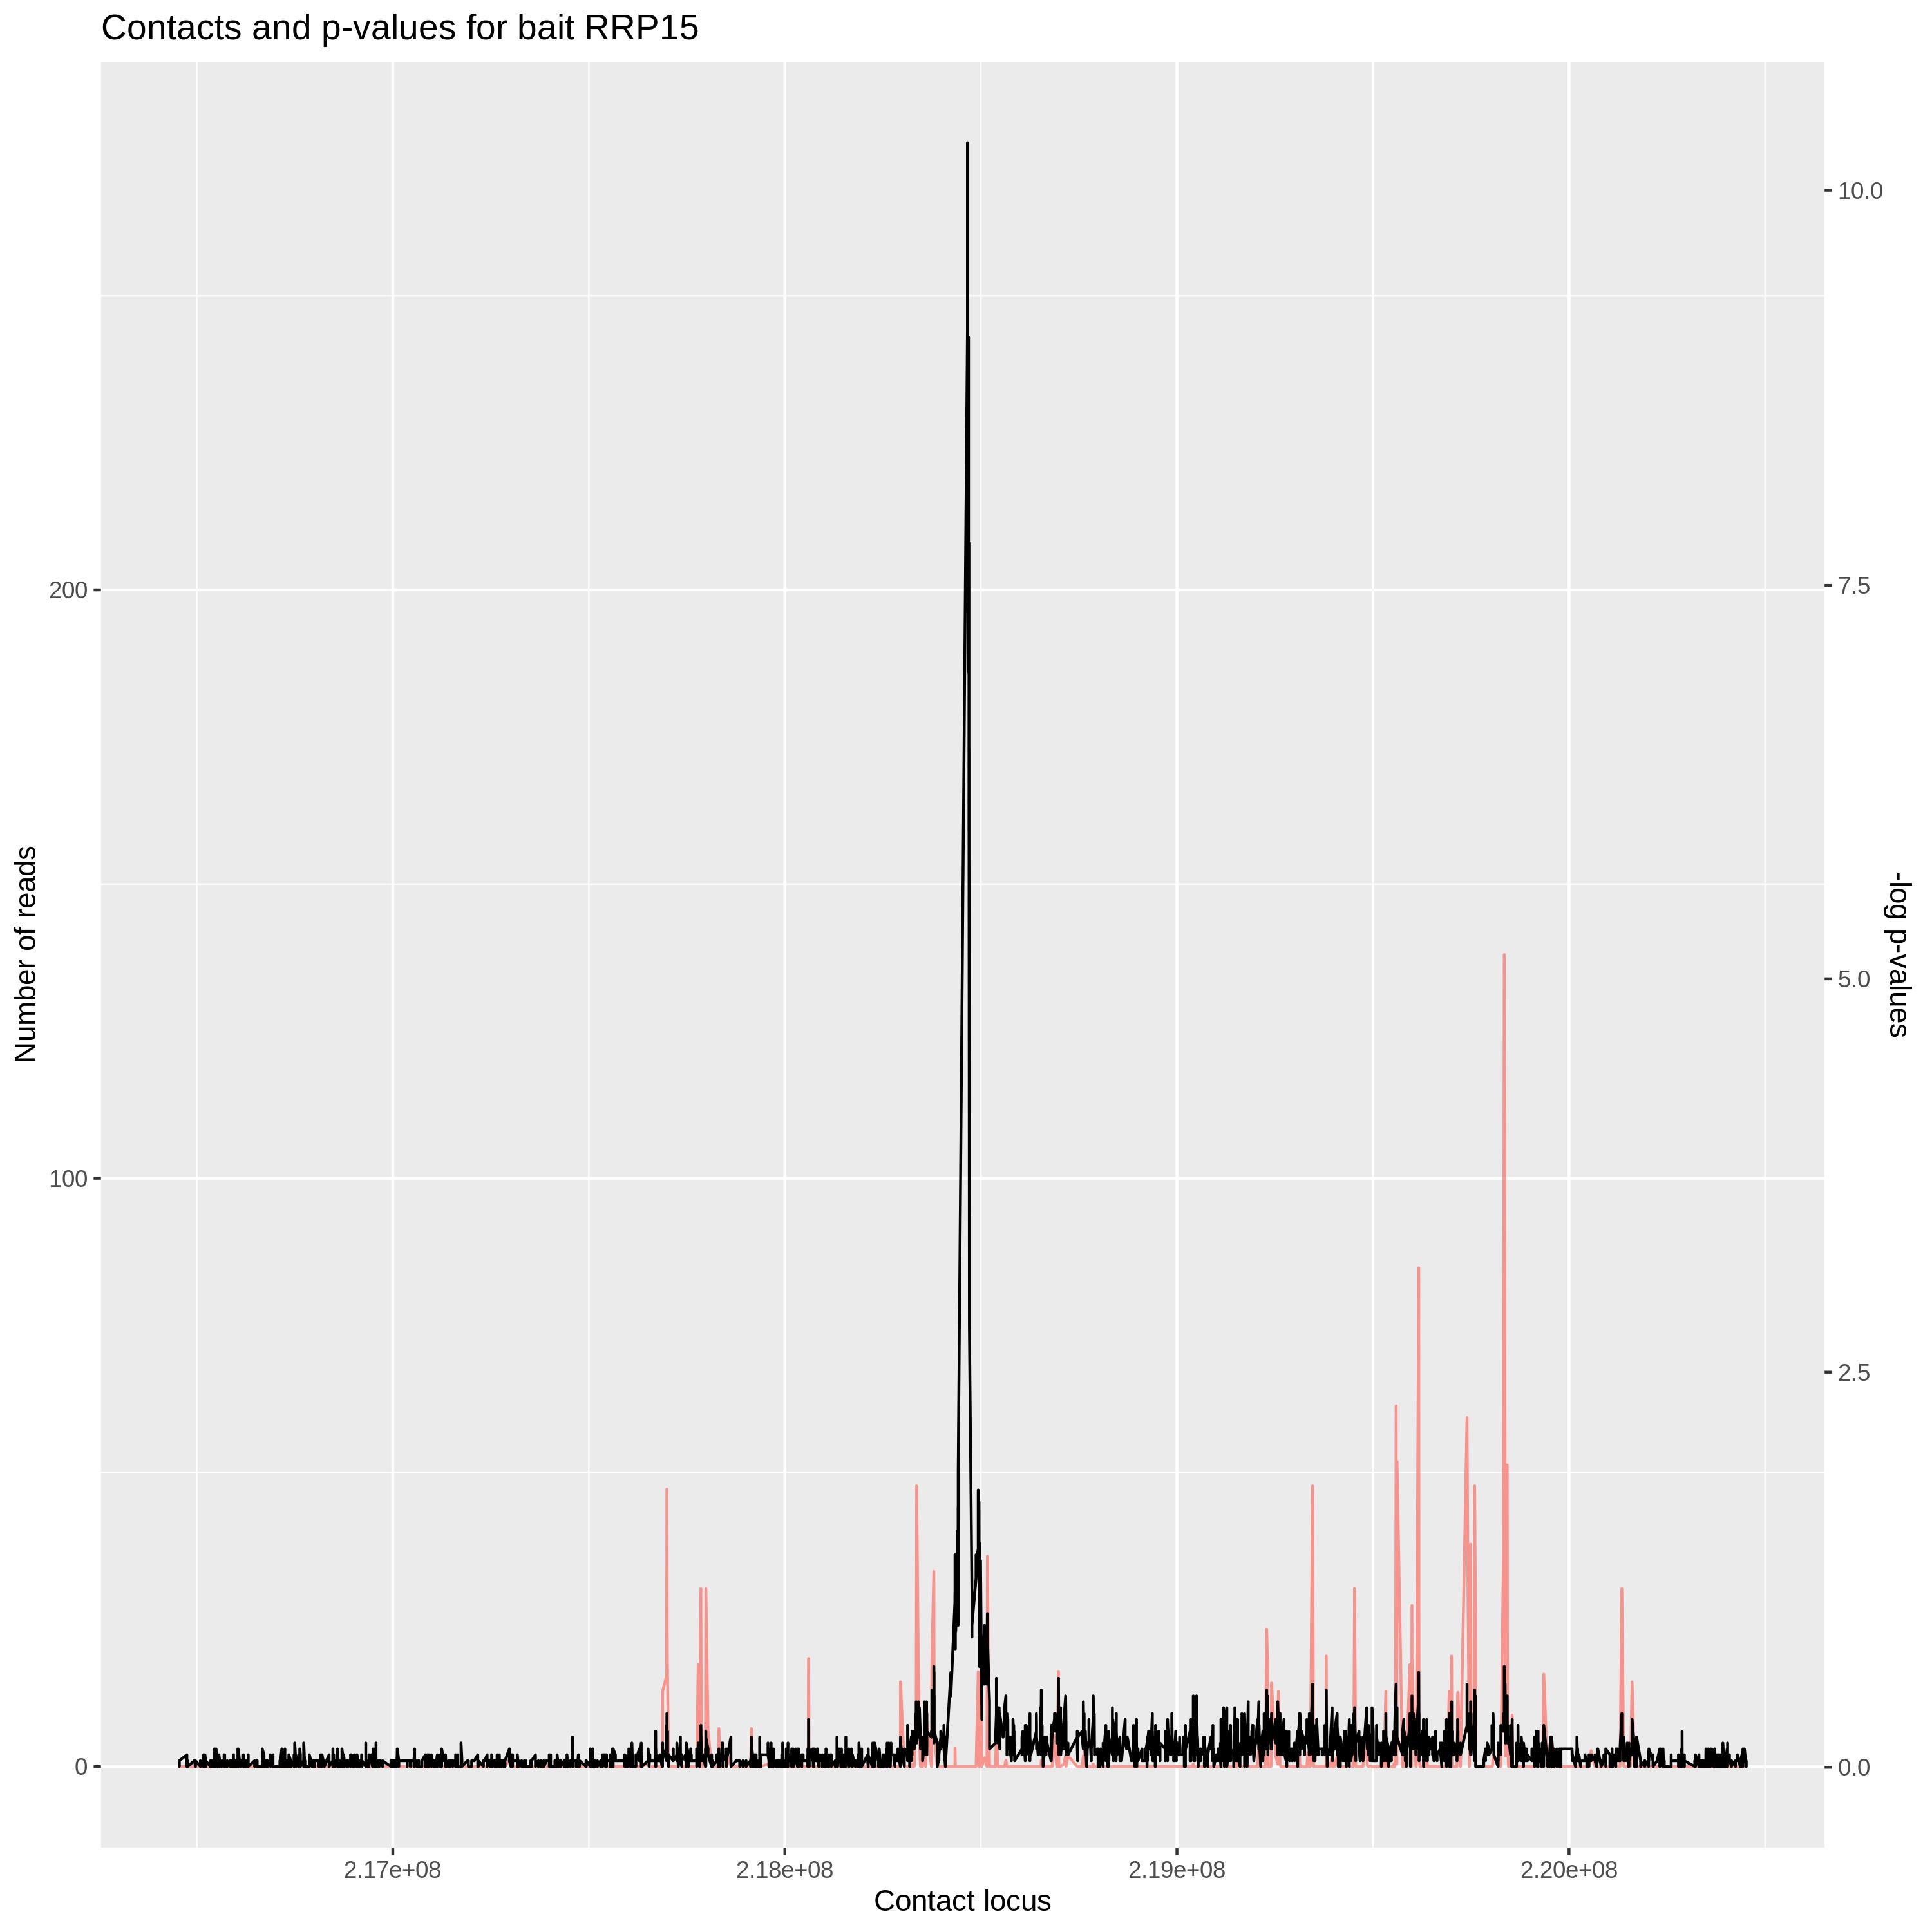 Contacts and p-values for bait RRP15
Number of reads
200
100
0
10.0
7.5
5.0
2.5
0.0
-log p-values
2.17e+08 2.18e+08 2.19e+08 2.20e+08
Contact locus